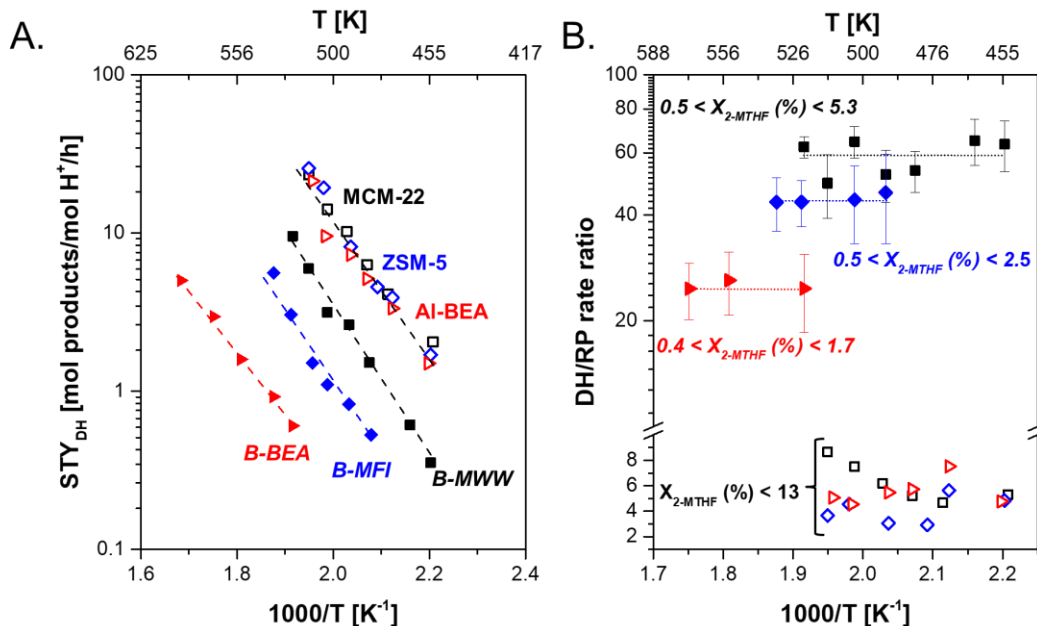 A.
T [K]
625 556 500 455 417
STY_DH [mol products/mol H⁺/h]
100
10
1
0.1
MCM-22
ZSM-5
Al-BEA
B-BEA
B-MFI
B-MWW
1.6 1.8 2.0 2.2 2.4
1000/T [K⁻¹]
B.
T [K]
588 556 526 500 476 455
DH/RP rate ratio
100
80
60
40
20
8
6
4
2
0.5 < X_2-MTHF (%) < 5.3
0.5 < X_2-MTHF (%) < 2.5
0.4 < X_2-MTHF (%) < 1.7
X_2-MTHF (%) < 13
1.7 1.8 1.9 2.0 2.1 2.2
1000/T [K⁻¹]